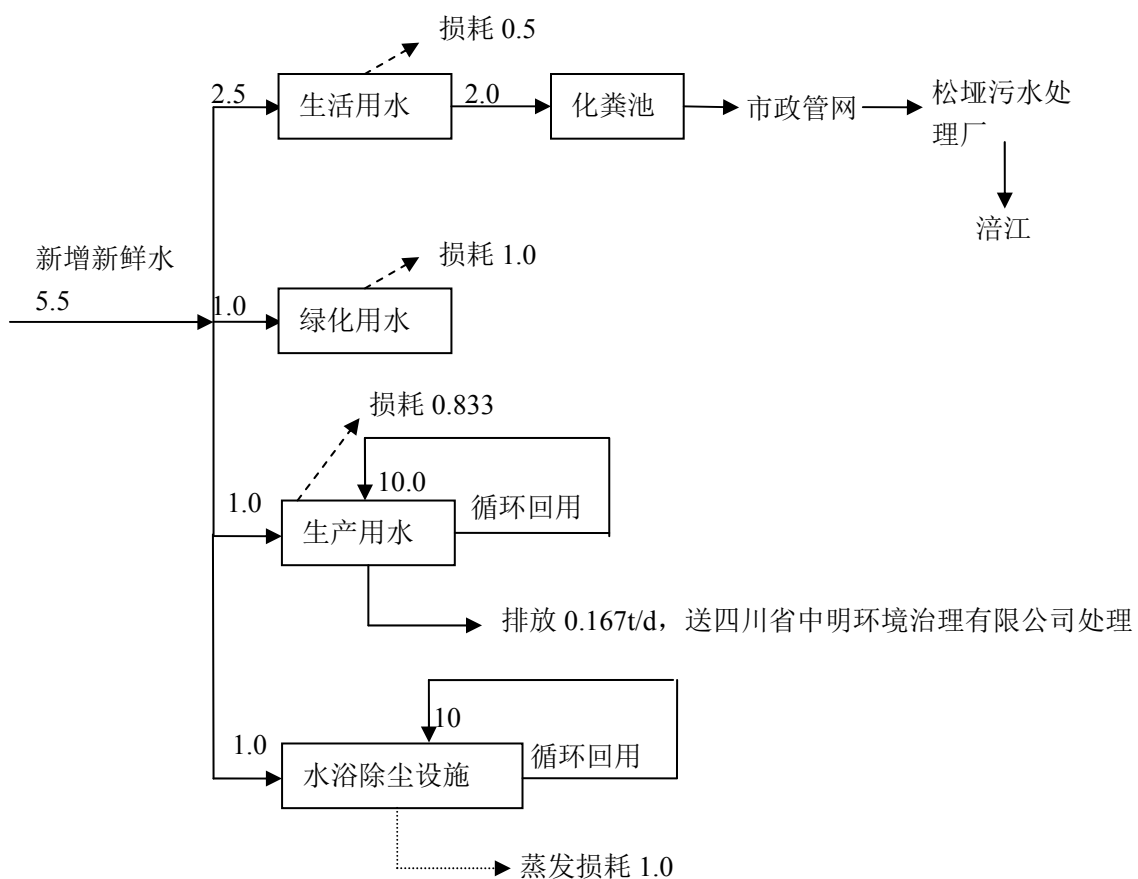 损耗 0.5
2.5
生活用水
2.0
化粪池
市政管网
松垭污水处
理厂
涪江
新增新鲜水
5.5
损耗 1.0
1.0
绿化用水
损耗 0.833
10.0
循环回用
1.0
生产用水
排放 0.167t/d，送四川省中明环境治理有限公司处理
10
循环回用
1.0
水浴除尘设施
蒸发损耗 1.0